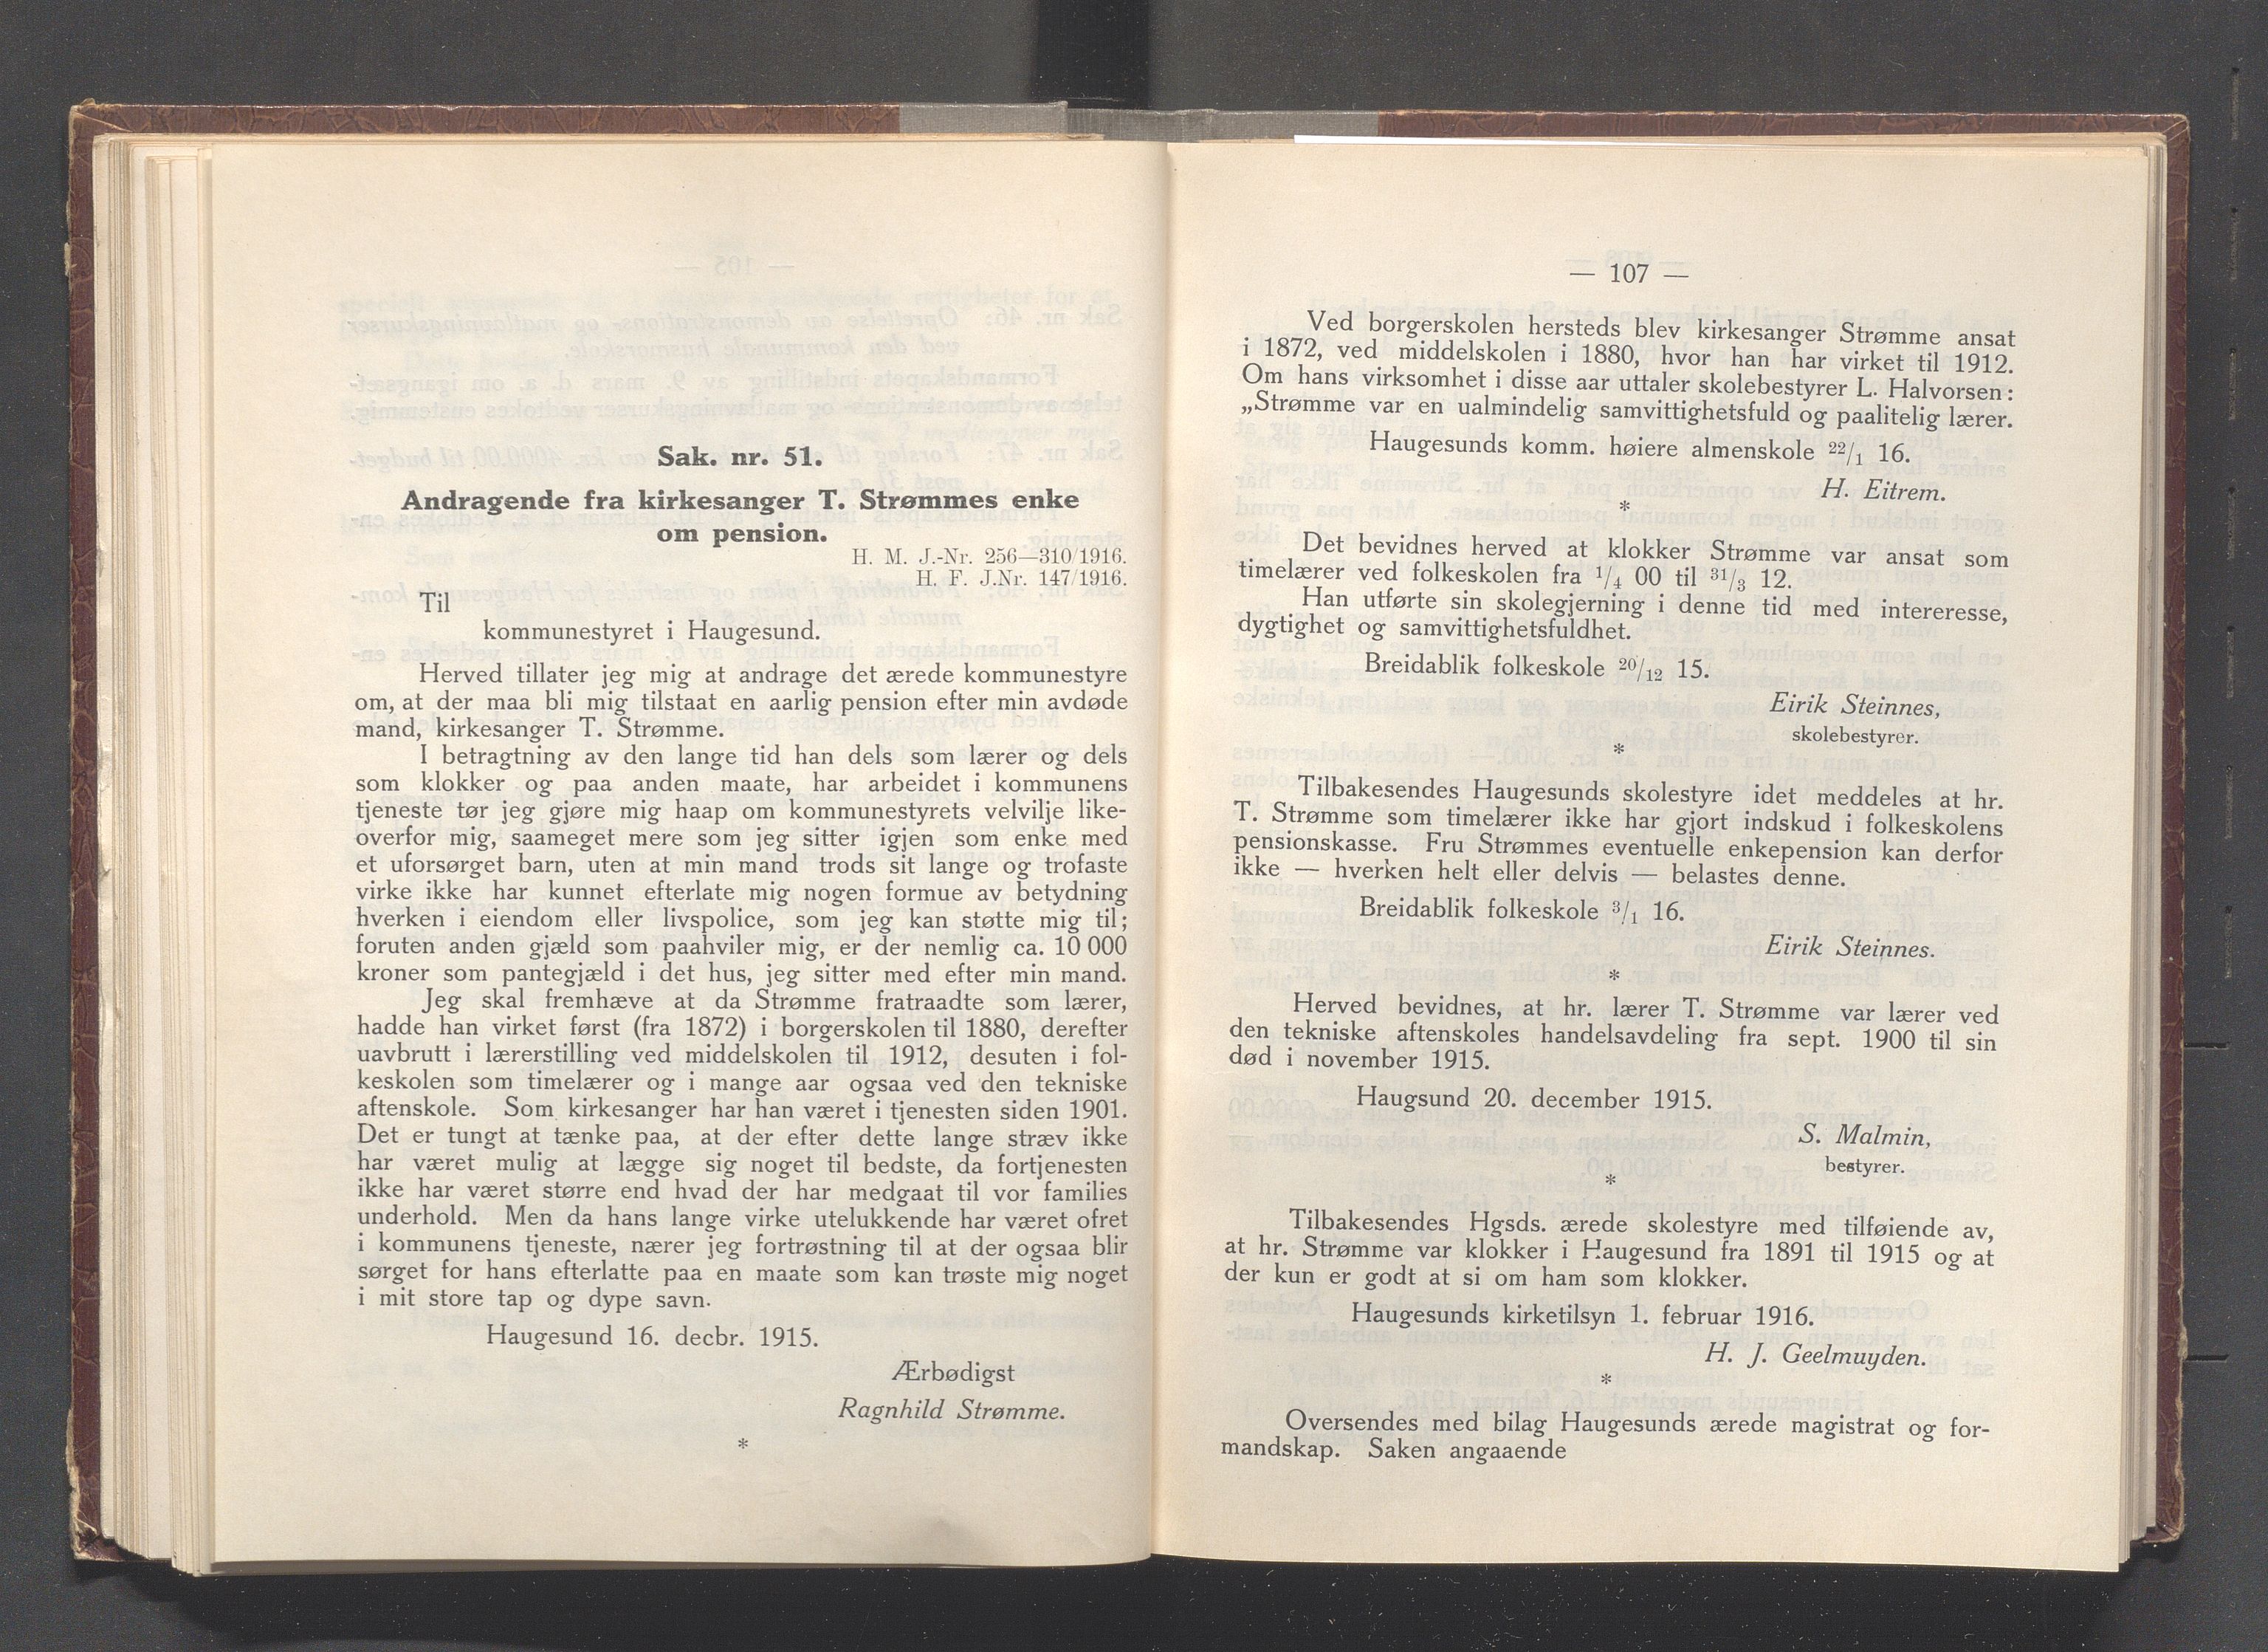 Sak. nr. 51.
Andragende fra kirkesanger T. Strømmes enke
om pension.
H. M. J.-Nr. 256—310/1916.
H. F. J.Nr. 147/1916.
Til
kommunestyret i Haugesund.
Herved tillater jeg mig at andrage det ærede kommunestyre
om, at der maa bli mig tilstaat en aarlig pension efter min avdøde
mand, kirkesanger T. Strømme.
I betragtning av den lange tid han dels som lærer og dels
som klokker og paa anden maate, har arbeidet i kommunens
tjeneste tør jeg gjøre mig haap om kommunestyrets velvilje like-
overfor mig, saameget mere som jeg sitter igjen som enke med
et uforsørget barn, uten at min mand trods sit lange og trofaste
virke ikke har kunnet efterlate mig nogen formue av betydning
hverken i eiendom eller livspolice, som jeg kan støtte mig til;
foruten anden gjæld som paahviler mig, er der nemlig ca. 10 000
kroner som pantegjæld i det hus, jeg sitter med efter min mand.
Jeg skal fremhæve at da Strømme fratraadte som lærer,
hadde han virket først (fra 1872) i borgerskolen til 1880, derefter
uavbrutt i lærerstilling ved middelskolen til 1912, desuten i fol-
keskolen som timelærer og i mange aar ogsaa ved den tekniske
aftenskole. Som kirkesanger har han været i tjenesten siden 1901.
Det er tungt at tænke paa, at der efter dette lange stræv ikke
har været mulig at lægge sig noget til bedste, da fortjenesten
ikke har været større end hvad der har medgaat til vor families
underhold. Men da hans lange virke utelukkende har været ofret
i kommunens tjeneste, nærer jeg fortrøstning til at der ogsaa blir
sørget for hans efterlatte paa en maate som kan trøste mig noget
i mit store tap og dype savn.
Haugesund 16. decbr. 1915.
Ærbødigst
Ragnhild Strømme.
*
— 107 —
Ved borgerskolen hersteds blev kirkesanger Strømme ansat
i 1872, ved middelskolen i 1880, hvor han har virket til 1912.
Om hans virksomhet i disse aar uttaler skolebestyrer L. Halvorsen:
„Strømme var en ualmindelig samvittighetsfuld og paalitelig lærer.
Haugesunds komm. høiere almenskole 22/1 16.
H. Eitrem.
*
Det bevidnes herved at klokker Strømme var ansat som
timelærer ved folkeskolen fra 1/4 00 til 31/3 12.
Han utførte sin skolegjerning i denne tid med intereresse,
dygtighet og samvittighetsfuldhet.
Breidablik folkeskole 20/12 15.
Eirik Steinnes,
skolebestyrer.
*
Tilbakesendes Haugesunds skolestyre idet meddeles at hr.
T. Strømme som timelærer ikke har gjort indskud i folkeskolens
pensionskasse. Fru Strømmes eventuelle enkepension kan derfor
ikke — hverken helt eller delvis — belastes denne.
Breidablik folkeskole 3/1 16.
Eirik Steinnes.
*
Herved bevidnes, at hr. lærer T. Strømme var lærer ved
den tekniske aftenskoles handelsavdeling fra sept. 1900 til sin
død i november 1915.
Haugsund 20. december 1915.
S. Malmin,
bestyrer.
*
Tilbakesendes Hgsds. ærede skolestyre med tilføiende av,
at hr. Strømme var klokker i Haugesund fra 1891 til 1915 og at
der kun er godt at si om ham som klokker.
Haugesunds kirketilsyn 1. februar 1916.
H. J. Geelmuyden.
*
Oversendes med bilag Haugesunds ærede magistrat og for-
mandskap. Saken angaaende